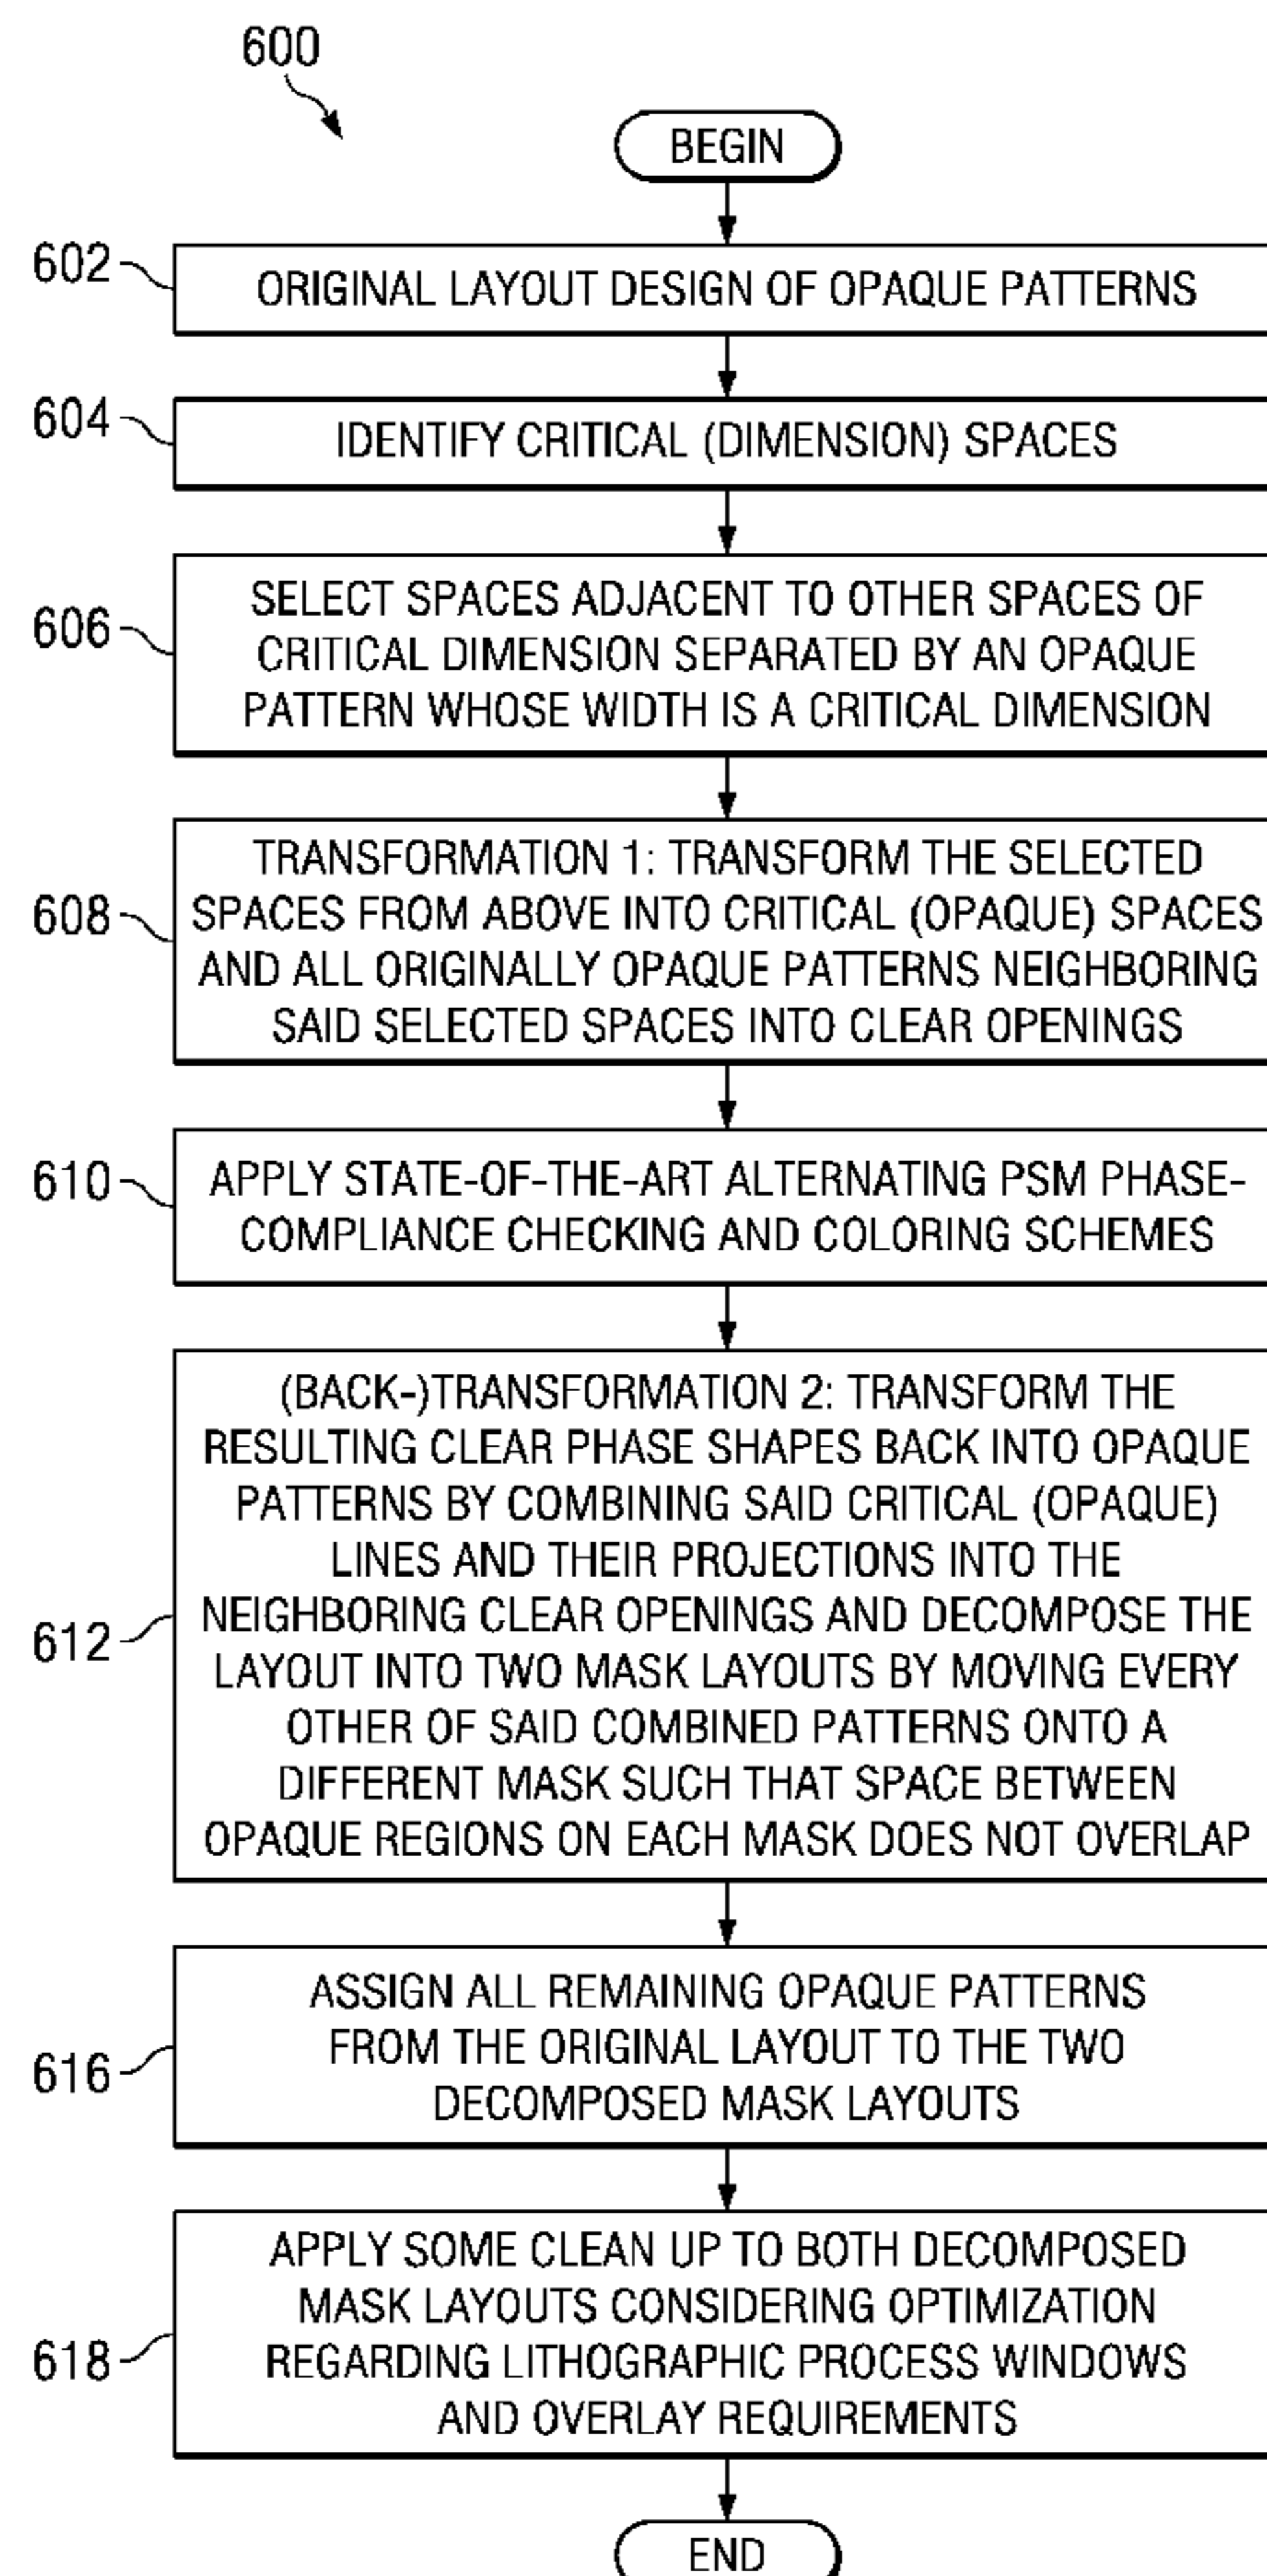 600
BEGIN
602
ORIGINAL LAYOUT DESIGN OF OPAQUE PATTERNS
604
IDENTIFY CRITICAL (DIMENSION) SPACES
606
SELECT SPACES ADJACENT TO OTHER SPACES OF
CRITICAL DIMENSION SEPARATED BY AN OPAQUE
PATTERN WHOSE WIDTH IS A CRITICAL DIMENSION
608
TRANSFORMATION 1: TRANSFORM THE SELECTED
SPACES FROM ABOVE INTO CRITICAL (OPAQUE) SPACES
AND ALL ORIGINALLY OPAQUE PATTERNS NEIGHBORING
SAID SELECTED SPACES INTO CLEAR OPENINGS
610
APPLY STATE-OF-THE-ART ALTERNATING PSM PHASE-
COMPLIANCE CHECKING AND COLORING SCHEMES
612
(BACK-)TRANSFORMATION 2: TRANSFORM THE
RESULTING CLEAR PHASE SHAPES BACK INTO OPAQUE
PATTERNS BY COMBINING SAID CRITICAL (OPAQUE)
LINES AND THEIR PROJECTIONS INTO THE
NEIGHBORING CLEAR OPENINGS AND DECOMPOSE THE
LAYOUT INTO TWO MASK LAYOUTS BY MOVING EVERY
OTHER OF SAID COMBINED PATTERNS ONTO A
DIFFERENT MASK SUCH THAT SPACE BETWEEN
OPAQUE REGIONS ON EACH MASK DOES NOT OVERLAP
616
ASSIGN ALL REMAINING OPAQUE PATTERNS
FROM THE ORIGINAL LAYOUT TO THE TWO
DECOMPOSED MASK LAYOUTS
618
APPLY SOME CLEAN UP TO BOTH DECOMPOSED
MASK LAYOUTS CONSIDERING OPTIMIZATION
REGARDING LITHOGRAPHIC PROCESS WINDOWS
AND OVERLAY REQUIREMENTS
END